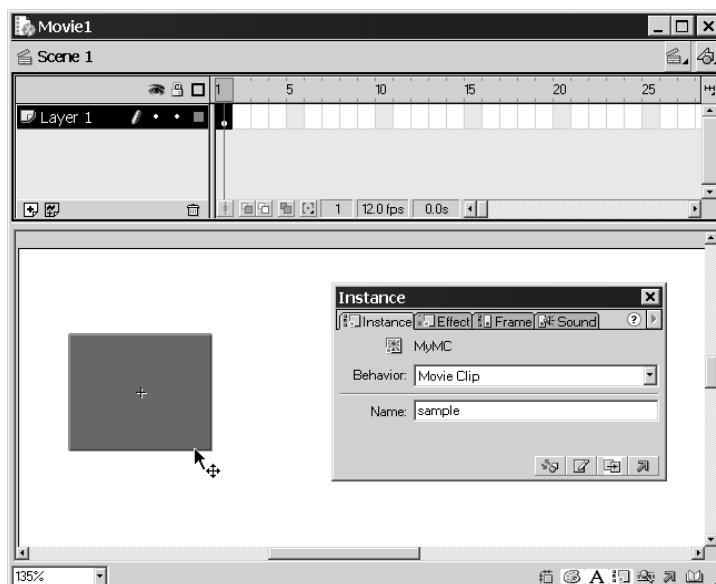 Movie1
Scene 1
1 5 10 15 20 25
Layer 1
1 12.0 fps 0.0s
Instance
Instance Effect Frame Sound ?
MyMC
Behavior: Movie Clip
Name: sample
135%
A